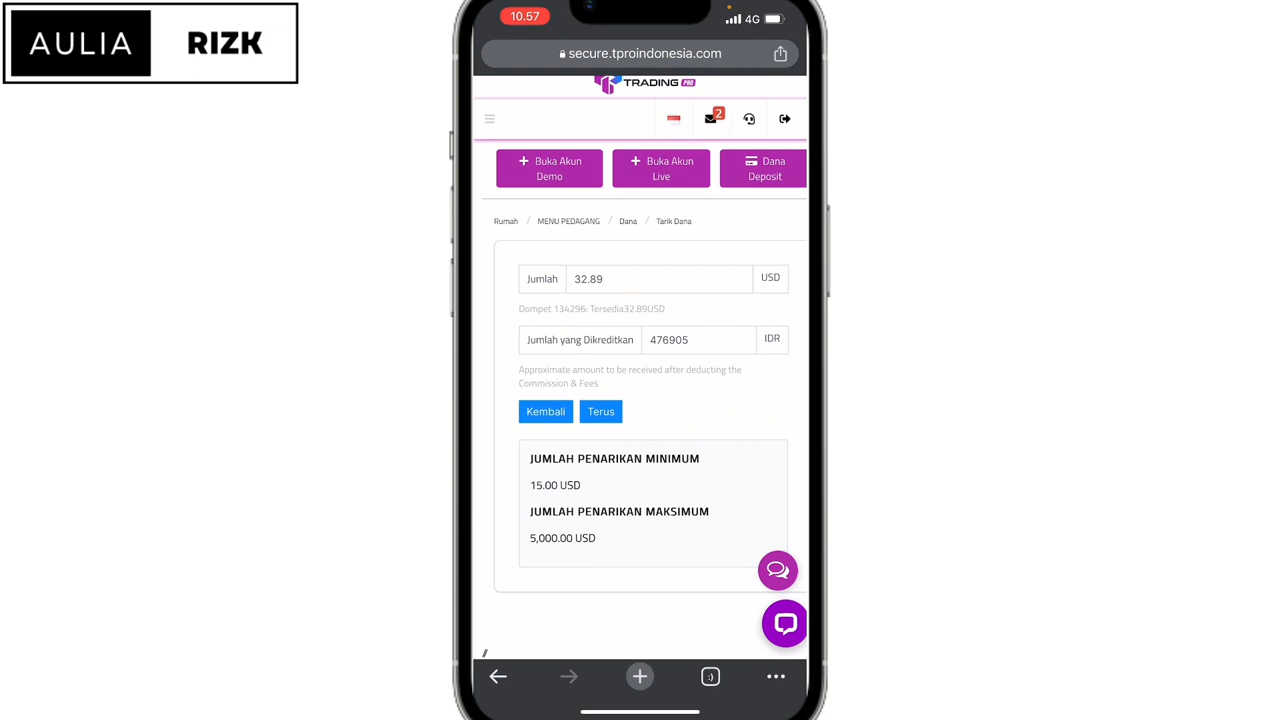 AULIA RIZK
10.57
4G
secure.tproindonesia.com
TRADING PRO
2
+ Buka Akun Demo
+ Buka Akun Live
Dana Deposit
Rumah / MENU PEDAGANG / Dana / Tarik Dana
Jumlah 32.89 USD
Dompet 134296: Tersedia32.89USD
Jumlah yang Dikreditkan 476905 IDR
Approximate amount to be received after deducting the
Commission & Fees
Kembali Terus
JUMLAH PENARIKAN MINIMUM
15.00 USD
JUMLAH PENARIKAN MAKSIMUM
5,000.00 USD
//
:)